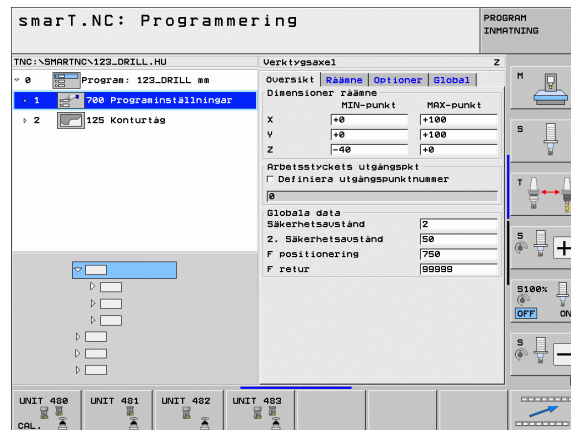 smarT.NC: Programmering
PROGRAM
INMATNING
TNC:\SMARTNC\123_DRILL.HU
Verktygsaxel Z
0 Program: 123_DRILL mm
1 700 Programinställningar
2 125 Konturtåg
Översikt Råämne Optioner Global
Dimensioner råämne
MIN-punkt MAX-punkt
X +0 +100
Y +0 +100
Z -40 +0
Arbetsstyckets utgångspkt
Definiera utgångspunktnummer
0
Globala data
Säkerhetsavstånd 2
2. Säkerhetsavstånd 50
F positionering 750
F retur 99999
M
S
T
S
S100%
OFF ON
S
UNIT 480
CAL.
UNIT 481
UNIT 482
UNIT 483